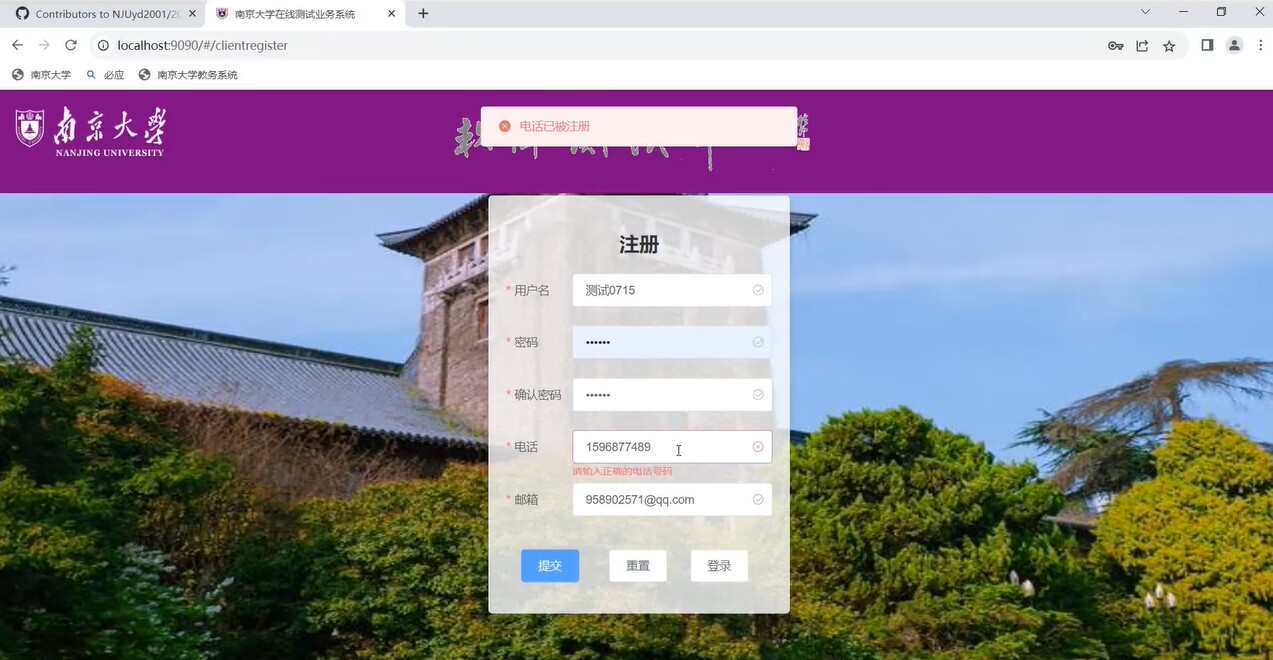 Contributors to NJUyd2001/20
南京大学在线测试业务系统
localhost:9090/#/clientregister
南京大学
必应
南京大学教务系统
南京大学
NANJING UNIVERSITY
电话已被注册
注册
* 用户名
测试0715
* 密码
••••••
* 确认密码
••••••
* 电话
1596877489
请输入正确的电话号码
* 邮箱
958902571@qq.com
提交
重置
登录